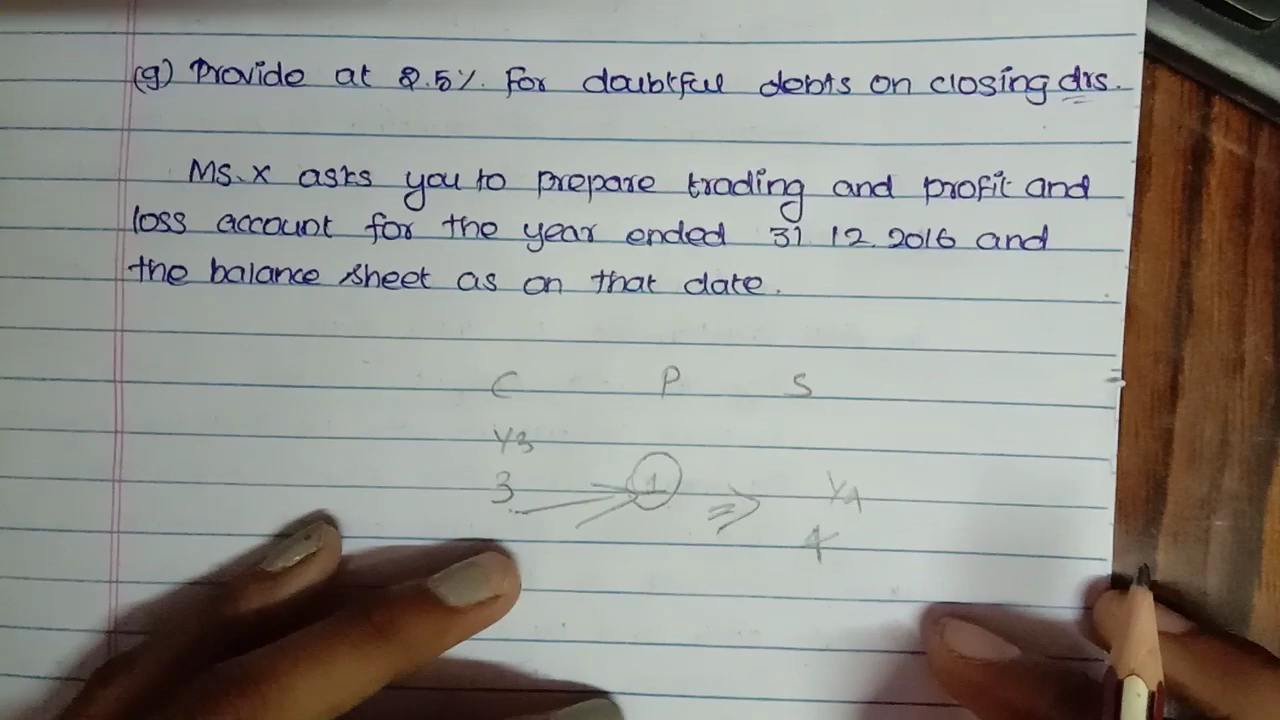 (g) Provide at 2.5% for doubtful debts on closing drs.
Ms. X asks you to prepare trading and profit and
loss account for the year ended 31 12 2016 and
the balance sheet as on that date.
C P S
3 1
4